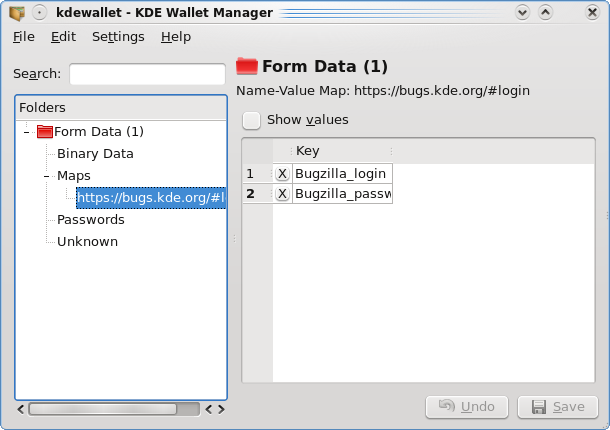 kdewallet - KDE Wallet Manager
File Edit Settings Help
Search:
Folders
Form Data (1)
Binary Data
Maps
https://bugs.kde.org/#l
Passwords
Unknown
Form Data (1)
Name-Value Map: https://bugs.kde.org/#login
Show values
Key
1 X Bugzilla_login
2 X Bugzilla_passw
Undo Save